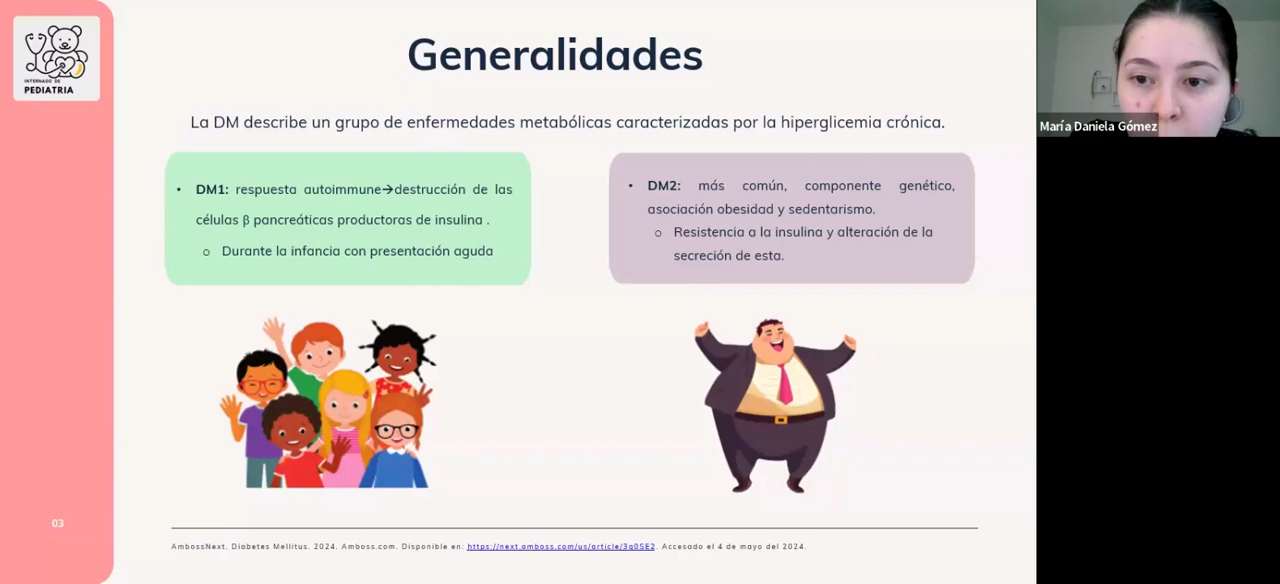 INTERNADO DE
PEDIATRIA
Generalidades
La DM describe un grupo de enfermedades metabólicas caracterizadas por la hiperglicemia crónica.
• DM1: respuesta autoimmune→destrucción de las
células β pancreáticas productoras de insulina .
o Durante la infancia con presentación aguda
• DM2: más común, componente genético,
asociación obesidad y sedentarismo.
o Resistencia a la insulina y alteración de la
secreción de esta.
03
AmbossNext. Diabetes Mellitus. 2024. Amboss.com. Disponible en: https://next.amboss.com/us/article/3g0SE2. Accesado el 4 de mayo del 2024.
María Daniela Gómez